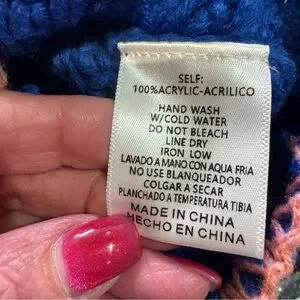 SELF:
100%ACRYLIC-ACRILICO
HAND WASH
W/COLD WATER
DO NOT BLEACH
LINE DRY
IRON LOW
LAVADO A MANO CON AQUA FRIA
NO USE BLANQUEADOR
COLGAR A SECAR
PLANCHADO A TEMPERATURA TIBIA
MADE IN CHINA
HECHO EN CHINA